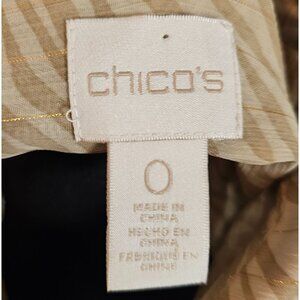 chico's
0
MADE IN
CHINA
HECHO EN
CHINA
FABRIQUÉ EN
CHINE